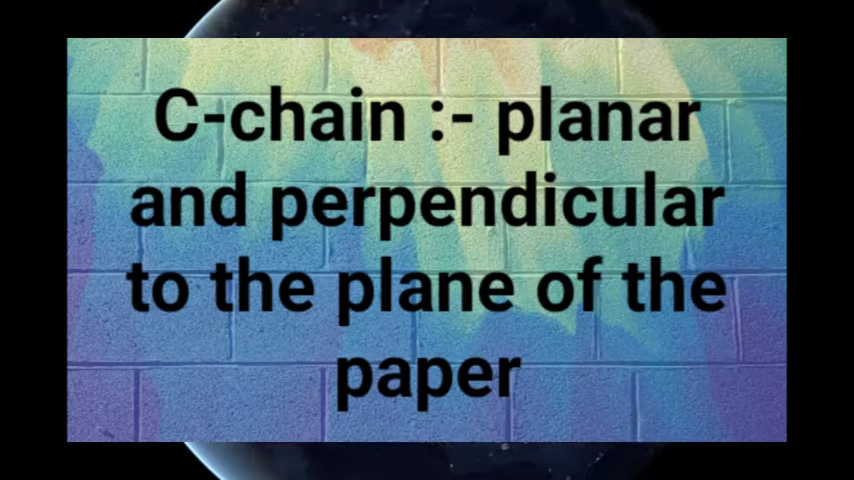 C-chain :- planar
and perpendicular
to the plane of the
paper